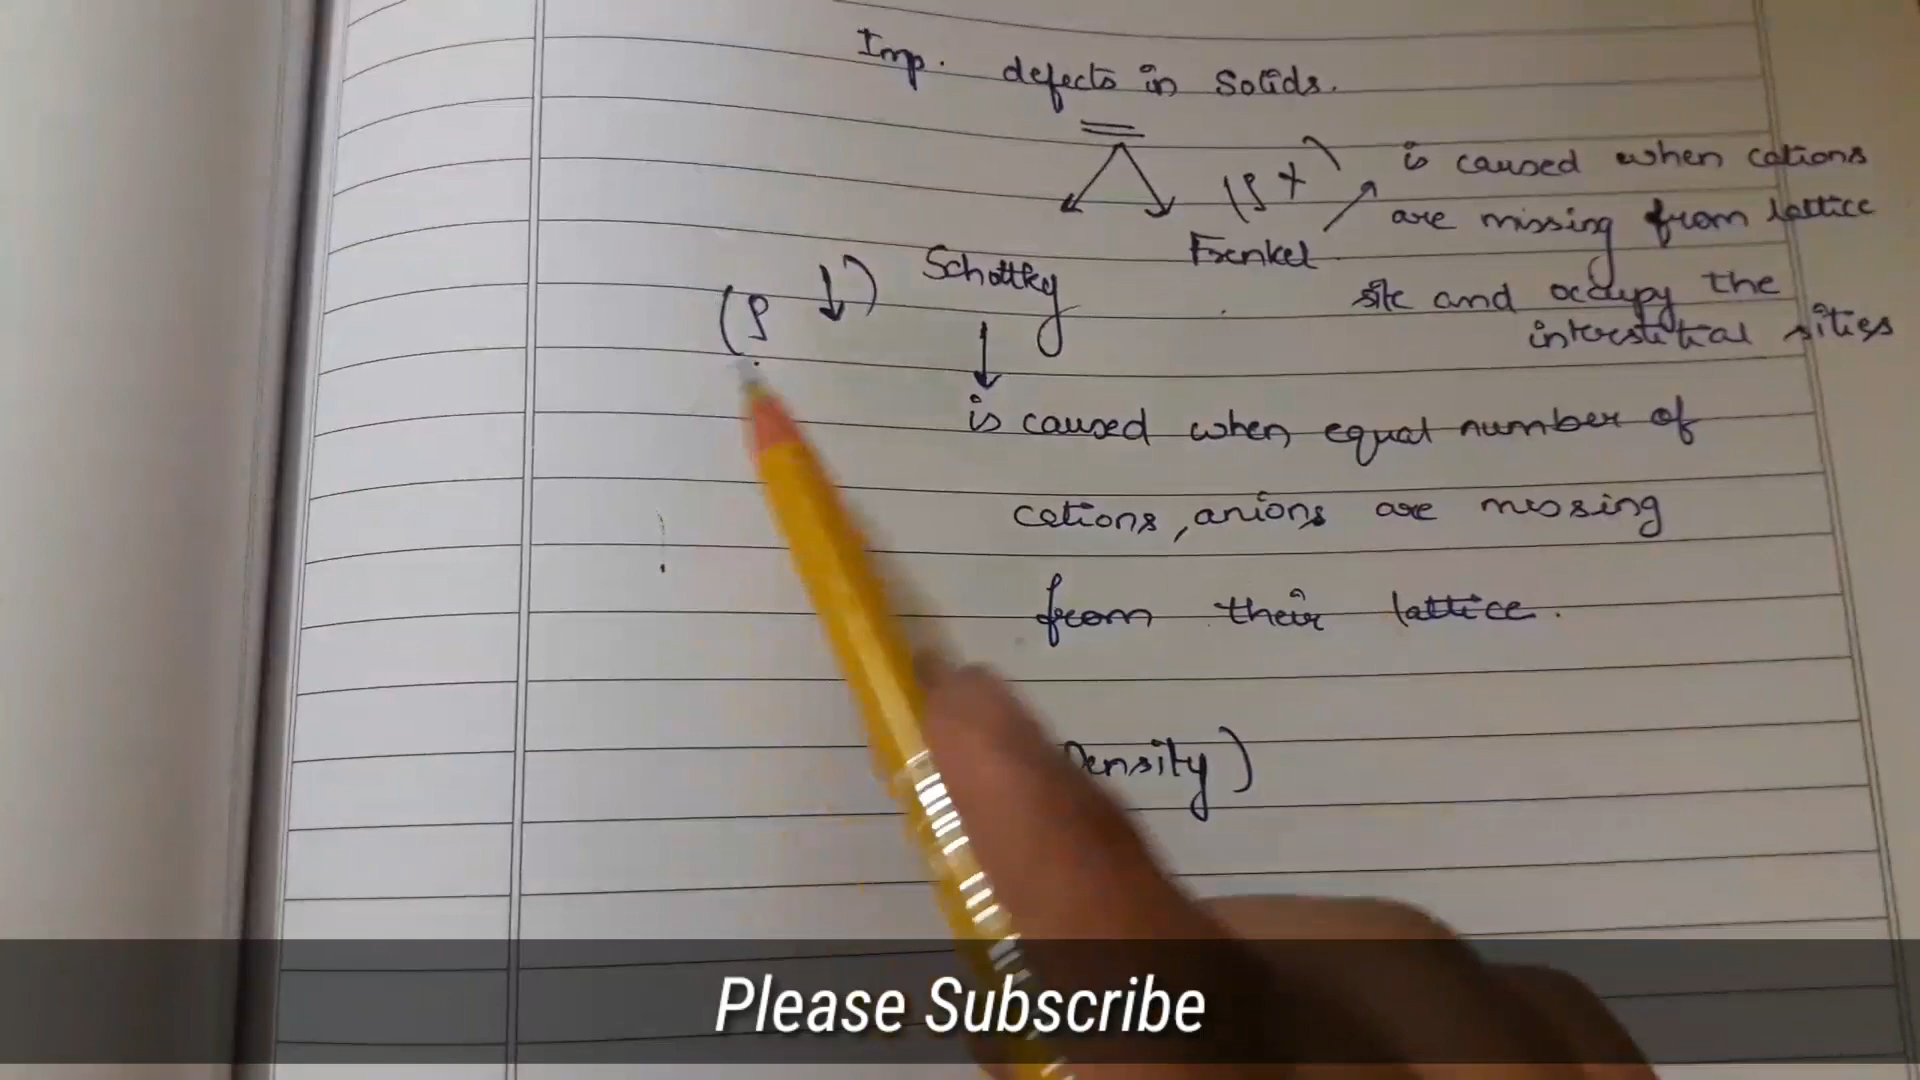 Imp. defects in Solids.
(ρ ×)
is caused when cations
are missing from lattice
Frenkel
site and occupy the
interstitial sities
(ρ ↓)
Schottky
is caused when equal number of
cations, anions are missing
from their lattice.
Density)
Please Subscribe